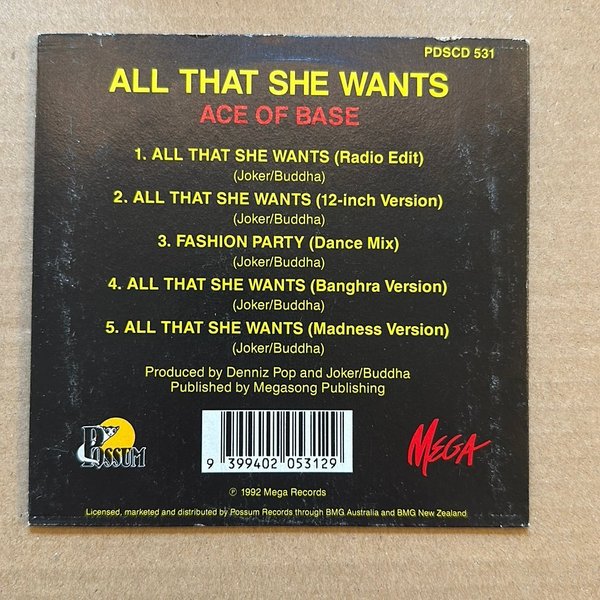 PDSCD 531
ALL THAT SHE WANTS
ACE OF BASE
1. ALL THAT SHE WANTS (Radio Edit)
(Joker/Buddha)
2. ALL THAT SHE WANTS (12-inch Version)
(Joker/Buddha)
3. FASHION PARTY (Dance Mix)
(Joker/Buddha)
4. ALL THAT SHE WANTS (Banghra Version)
(Joker/Buddha)
5. ALL THAT SHE WANTS (Madness Version)
(Joker/Buddha)
Produced by Denniz Pop and Joker/Buddha
Published by Megasong Publishing
POSSUM
9 399402 053129
MEGA
℗ 1992 Mega Records
Licensed, marketed and distributed by Possum Records through BMG Australia and BMG New Zealand